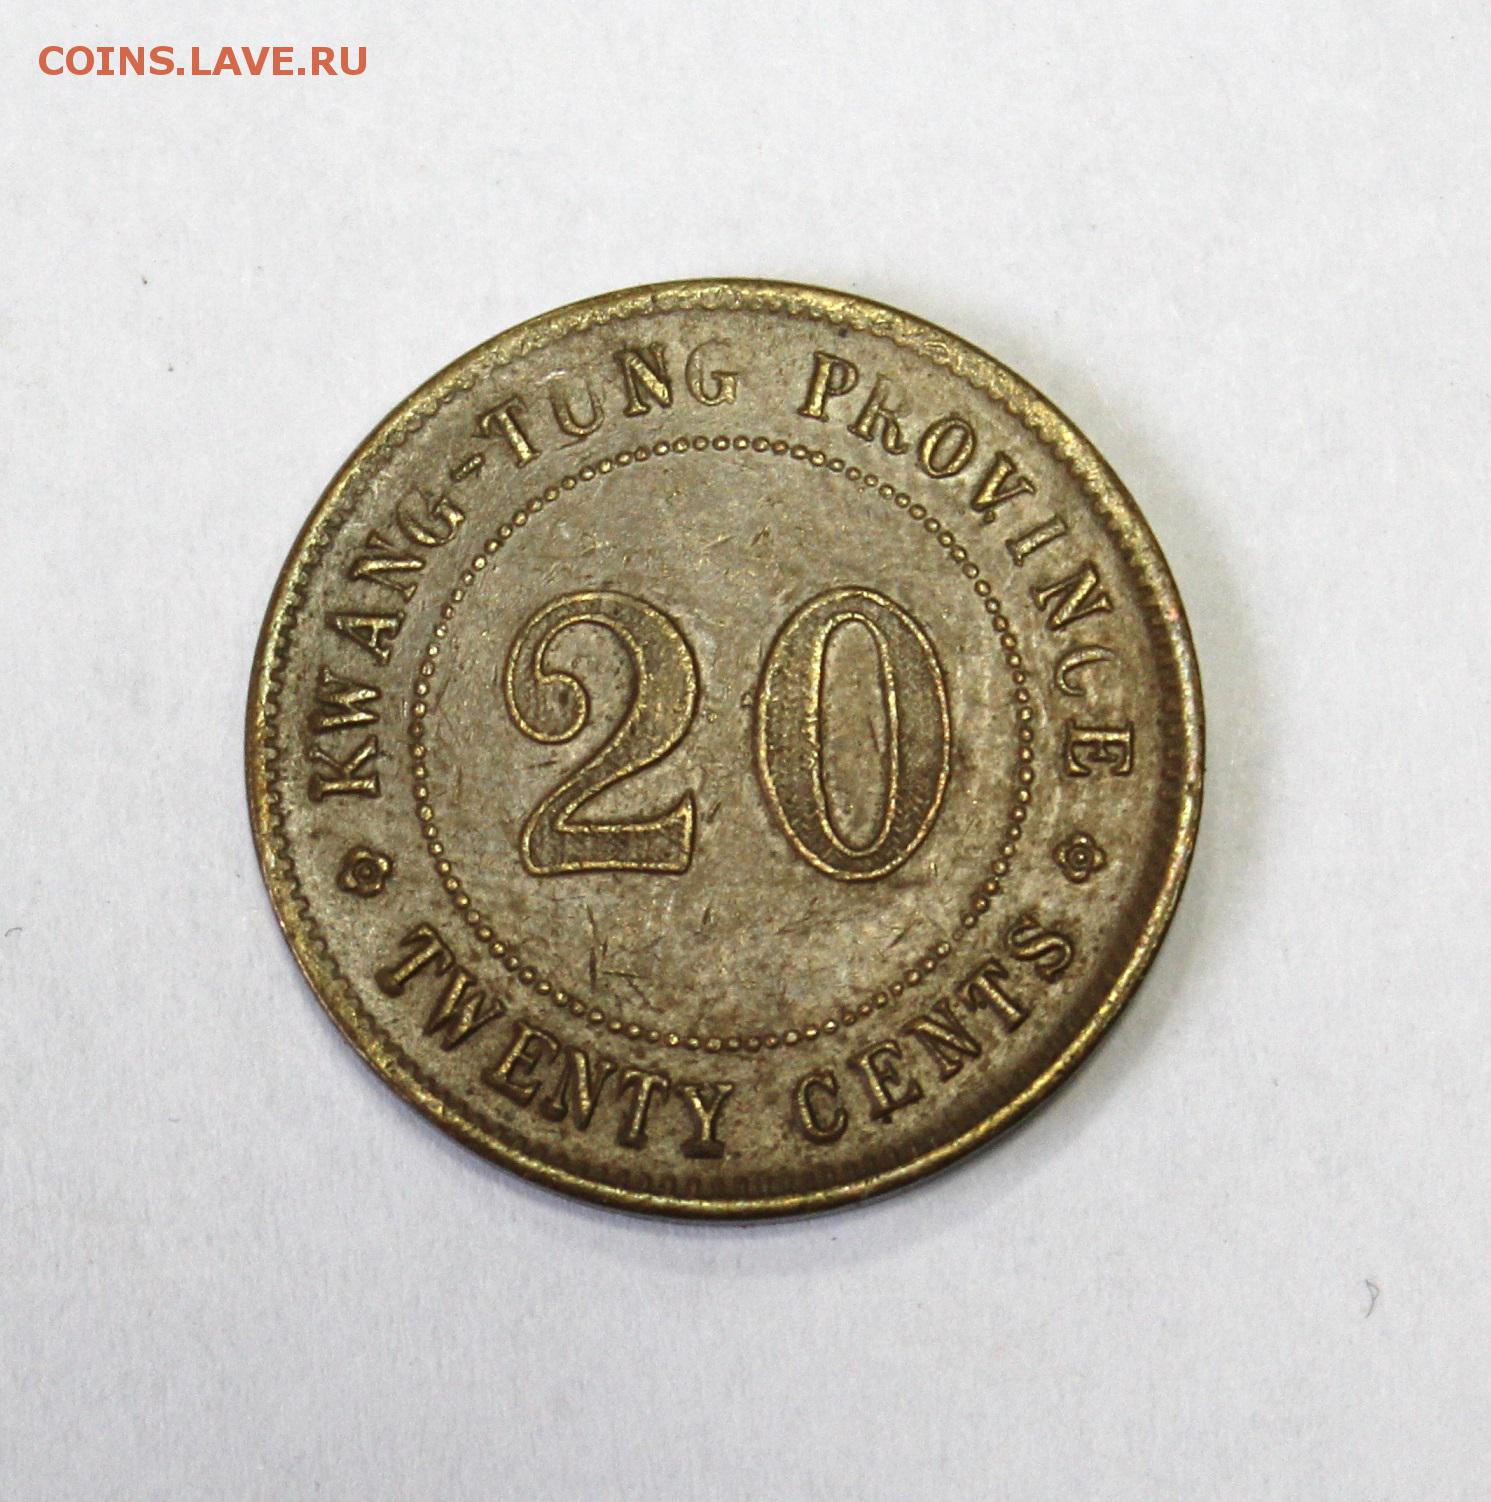 COINS.LAVE.RU
KWANG-TUNG PROVINCE
20
TWENTY CENTS